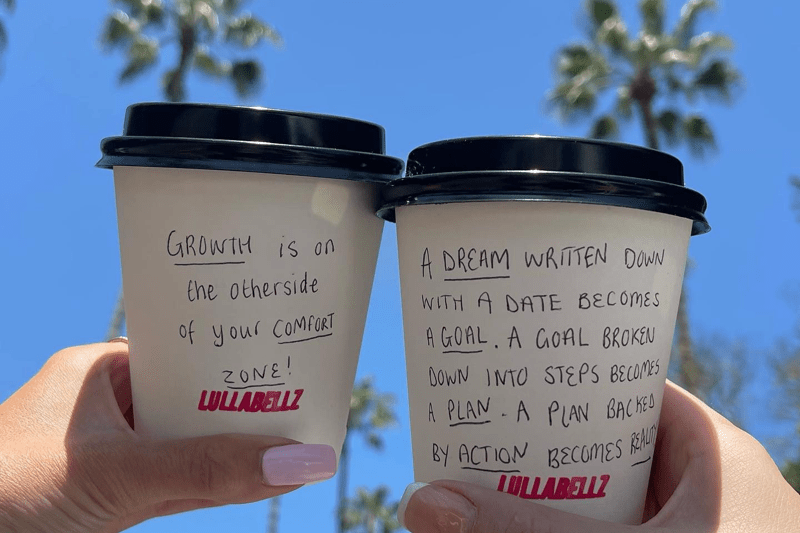 GROWTH is on
the otherside
of your COMFORT
ZONE!
LULLABELLZ
A DREAM WRITTEN DOWN
WITH A DATE BECOMES
A GOAL. A GOAL BROKEN
DOWN INTO STEPS BECOMES
A PLAN. A PLAN BACKED
BY ACTION BECOMES REALITY
LULLABELLZ